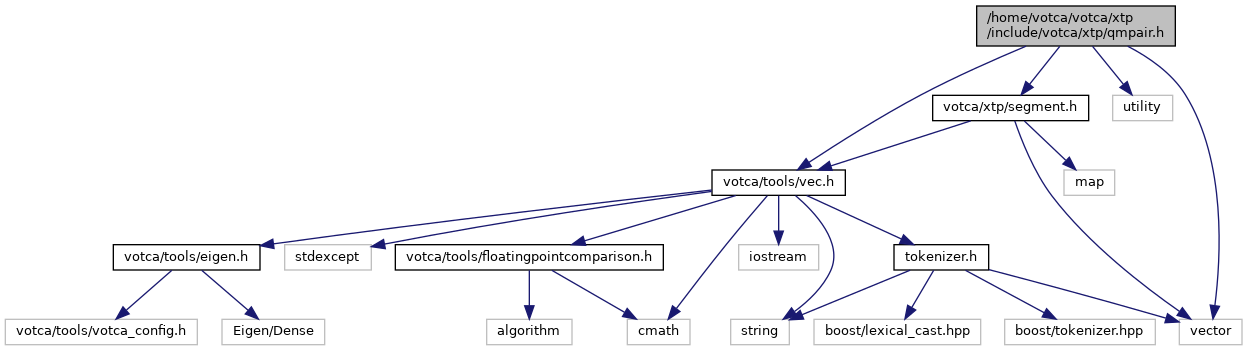 /home/votca/votca/xtp
/include/votca/xtp/qmpair.h
votca/xtp/segment.h
utility
votca/tools/vec.h
map
votca/tools/eigen.h
stdexcept
votca/tools/floatingpointcomparison.h
iostream
tokenizer.h
votca/tools/votca_config.h
Eigen/Dense
algorithm
cmath
string
boost/lexical_cast.hpp
boost/tokenizer.hpp
vector